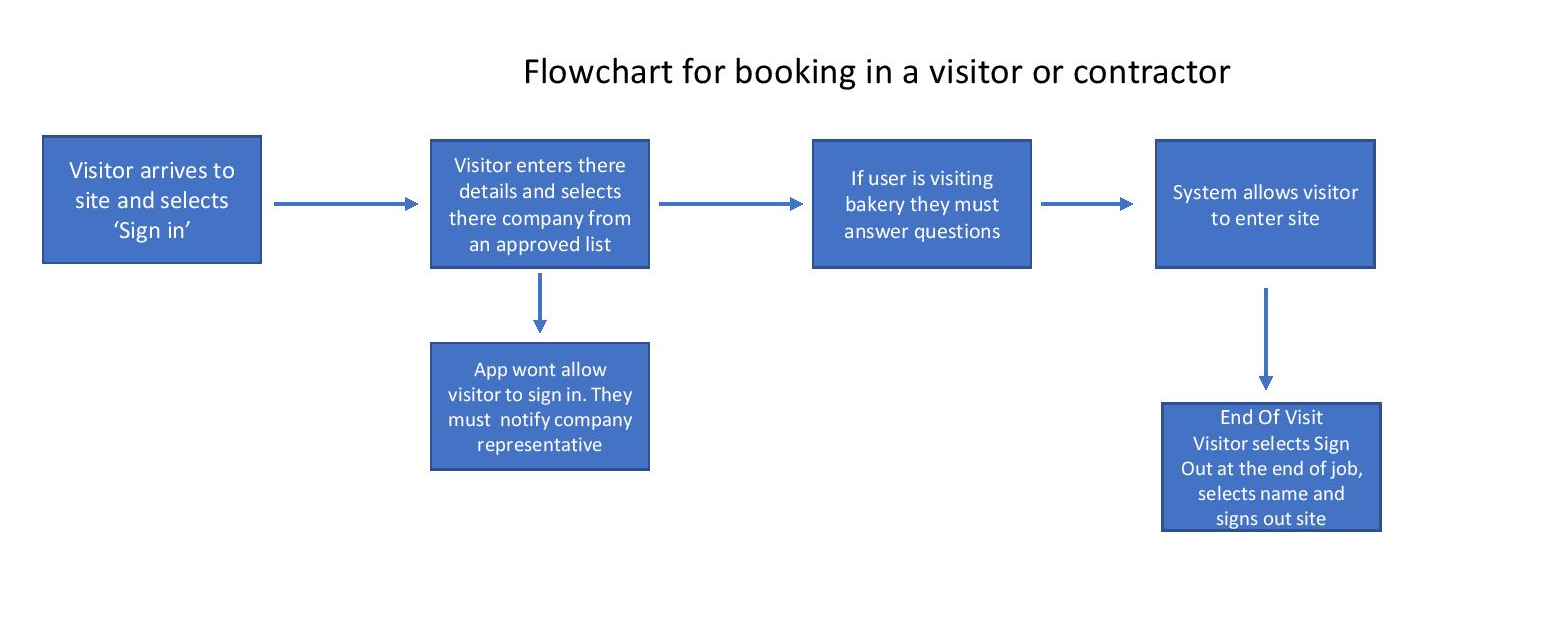 Flowchart for booking in a visitor or contractor
Visitor arrives to
site and selects
‘Sign in’
Visitor enters there
details and selects
there company from
an approved list
If user is visiting
bakery they must
answer questions
System allows visitor
to enter site
App wont allow
visitor to sign in. They
must  notify company
representative
End Of Visit
Visitor selects Sign
Out at the end of job,
selects name and
signs out site